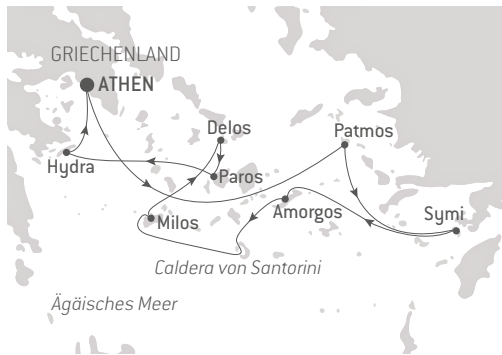 GRIECHENLAND
ATHEN
Delos
Patmos
Hydra
Paros
Amorgos
Symi
Milos
Caldera von Santorini
Ägäisches Meer